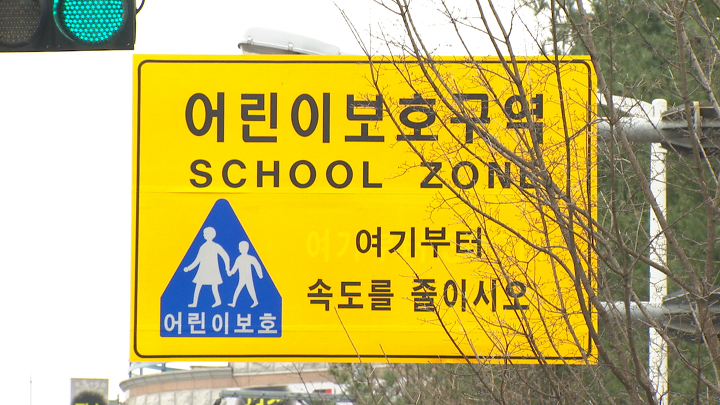 어린이보호구역
SCHOOL ZONE
여기부터
속도를 줄이시오
어린이보호